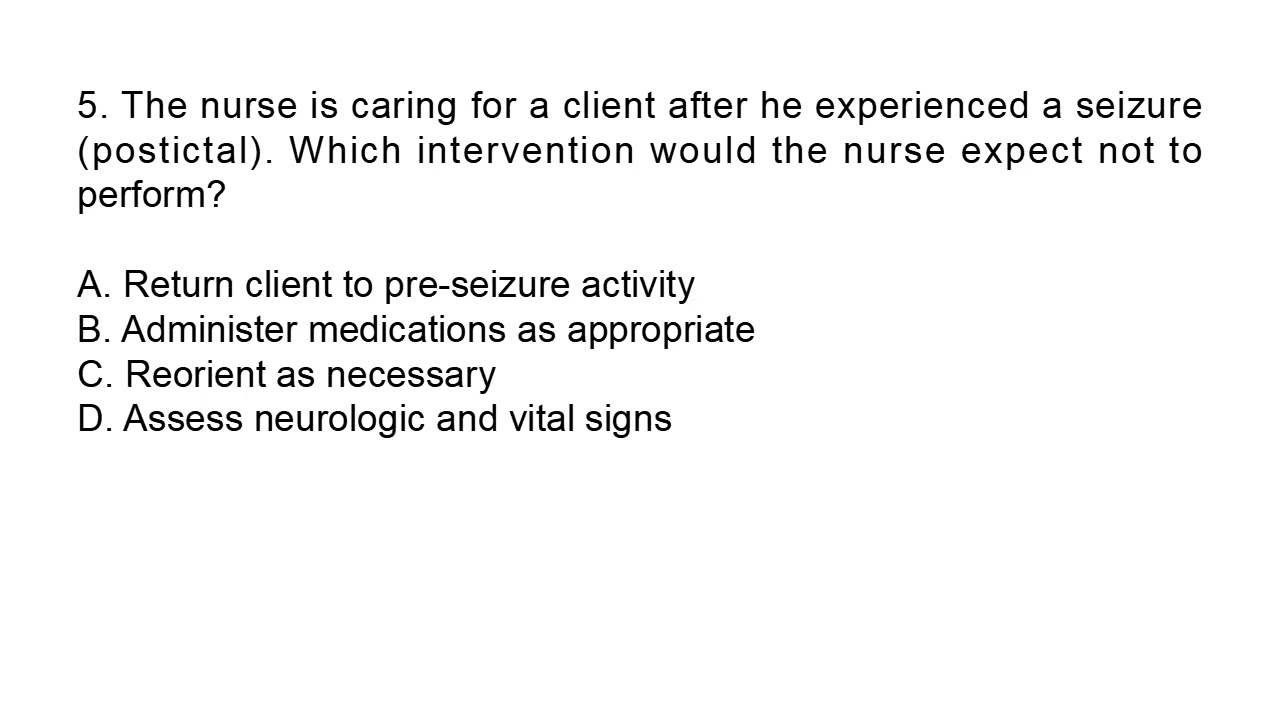 5. The nurse is caring for a client after he experienced a seizure
(postictal). Which intervention would the nurse expect not to
perform?
A. Return client to pre-seizure activity
B. Administer medications as appropriate
C. Reorient as necessary
D. Assess neurologic and vital signs